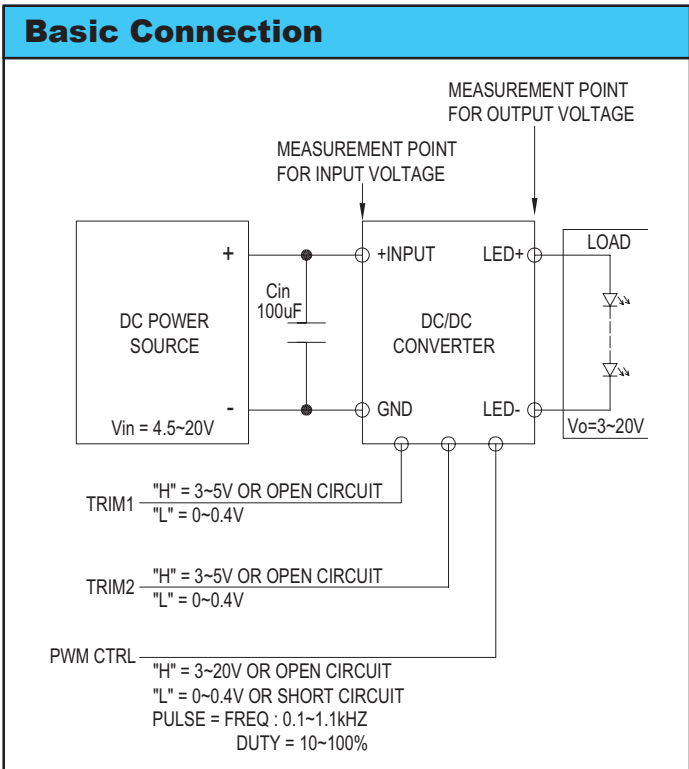 Basic Connection
MEASUREMENT POINT
FOR OUTPUT VOLTAGE
MEASUREMENT POINT
FOR INPUT VOLTAGE
+
-
DC POWER
SOURCE
Vin = 4.5~20V
Cin
100uF
+INPUT
LED+
DC/DC
CONVERTER
GND
LED-
LOAD
Vo=3~20V
TRIM1
"H" = 3~5V OR OPEN CIRCUIT
"L" = 0~0.4V
TRIM2
"H" = 3~5V OR OPEN CIRCUIT
"L" = 0~0.4V
PWM CTRL
"H" = 3~20V OR OPEN CIRCUIT
"L" = 0~0.4V OR SHORT CIRCUIT
PULSE = FREQ : 0.1~1.1kHZ
DUTY = 10~100%